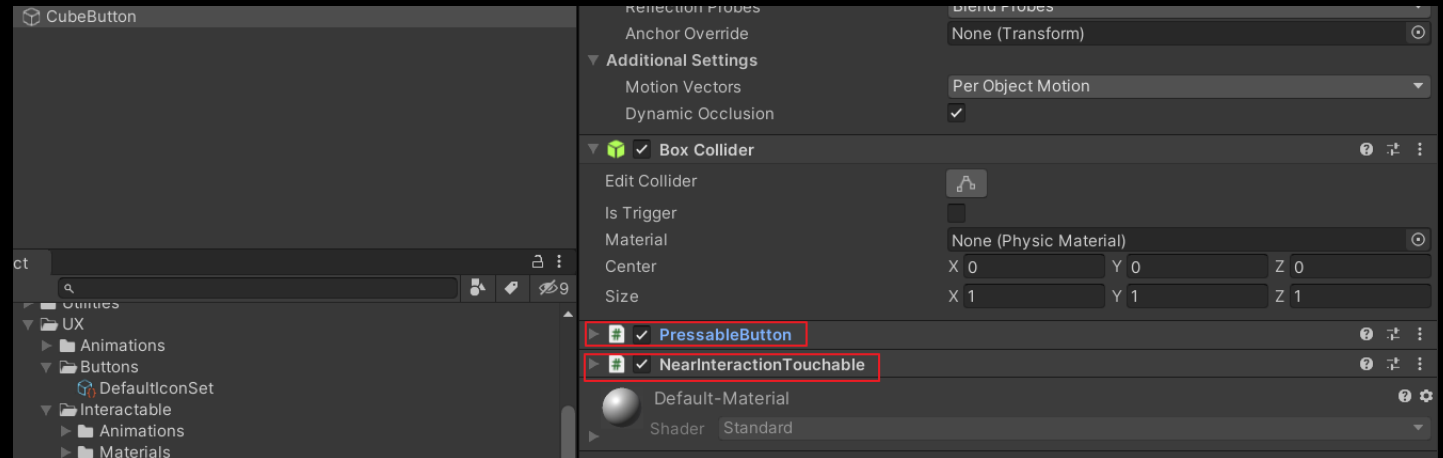 CubeButton
ct
9
Utilities
UX
Animations
Buttons
DefaultIconSet
Interactable
Animations
Materials
Reflection Probes
Blend Probes
Anchor Override
None (Transform)
Additional Settings
Motion Vectors
Per Object Motion
Dynamic Occlusion
Box Collider
Edit Collider
Is Trigger
Material
None (Physic Material)
Center
X 0 Y 0 Z 0
Size
X 1 Y 1 Z 1
# PressableButton
# NearInteractionTouchable
Default-Material
Shader Standard